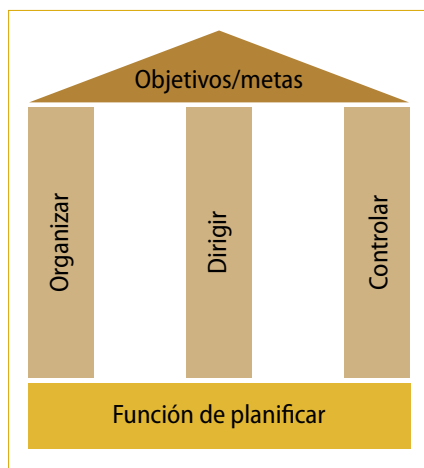 Objetivos/metas
Organizar
Dirigir
Controlar
Función de planificar